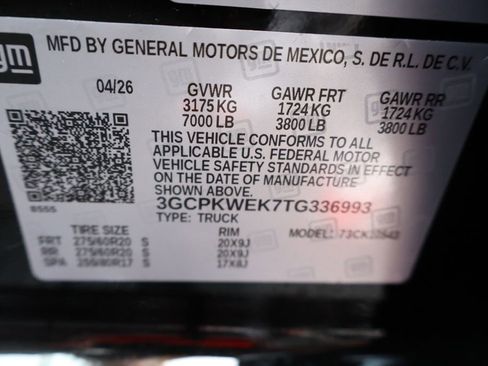 gm
MFD BY GENERAL MOTORS DE MEXICO, S. DE R.L. DE C.V.
04/26 GVWR GAWR FRT GAWR RR
3175 KG 1724 KG 1724 KG
7000 LB 3800 LB 3800 LB
THIS VEHICLE CONFORMS TO ALL
APPLICABLE U.S. FEDERAL MOTOR
VEHICLE SAFETY STANDARDS IN EFFECT
ON THE DATE OF MANUFACTURE
SHOWN ABOVE.
3GCPKWEK7TG336993
TYPE: TRUCK
8555
TIRE SIZE RIM MODEL:
FRT 275/60R20 S 20X9J
RR 275/60R20 S 20X9J
SPA 255/80R17 S 17X8J